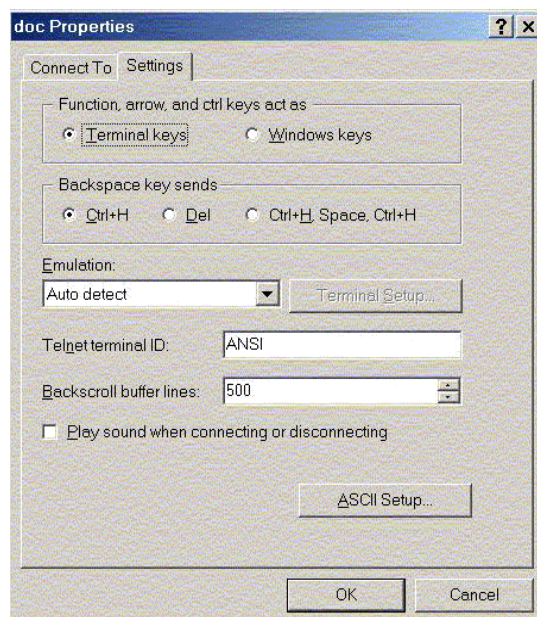 doc Properties
Connect To Settings
Function, arrow, and ctrl keys act as
Terminal keys Windows keys
Backspace key sends
Ctrl+H Del Ctrl+H, Space, Ctrl+H
Emulation:
Auto detect Terminal Setup...
Telnet terminal ID: ANSI
Backscroll buffer lines: 500
Play sound when connecting or disconnecting
ASCII Setup...
OK Cancel